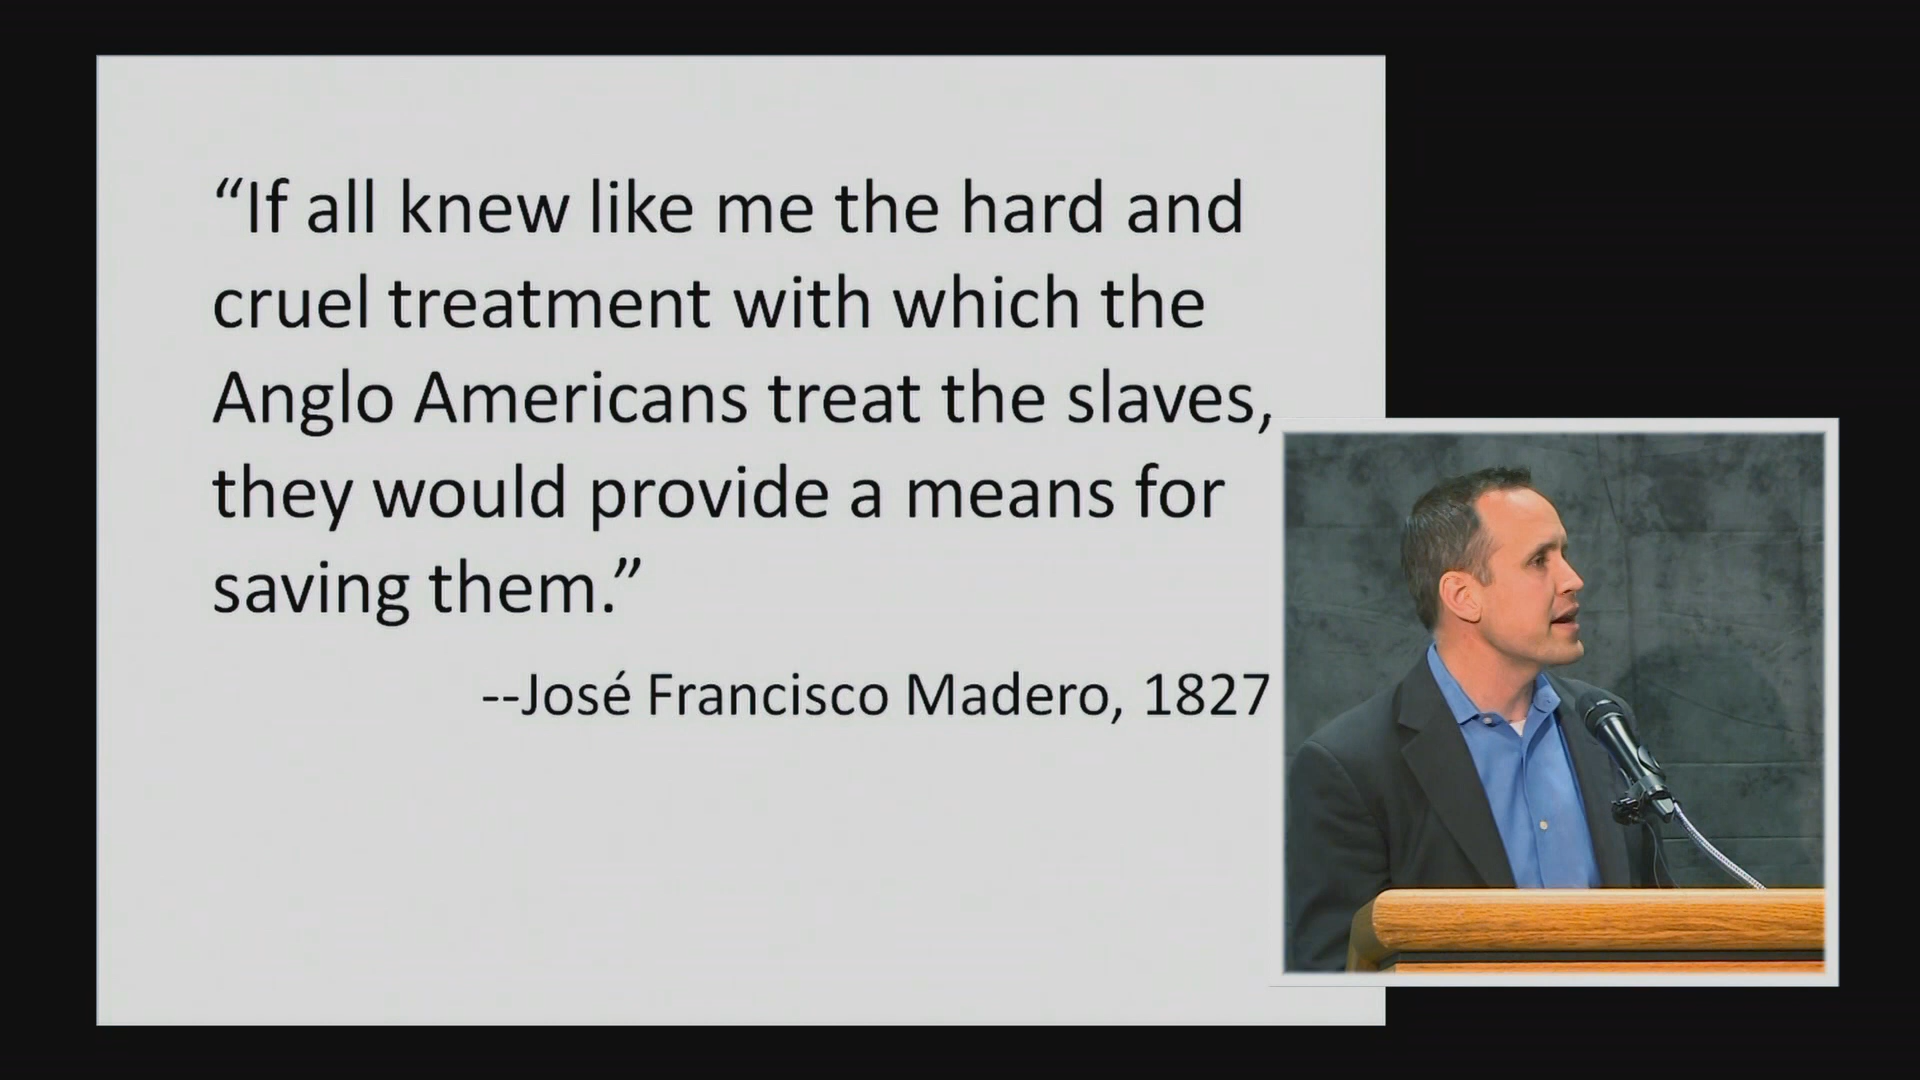 “If all knew like me the hard and
cruel treatment with which the
Anglo Americans treat the slaves,
they would provide a means for
saving them.”
--José Francisco Madero, 1827